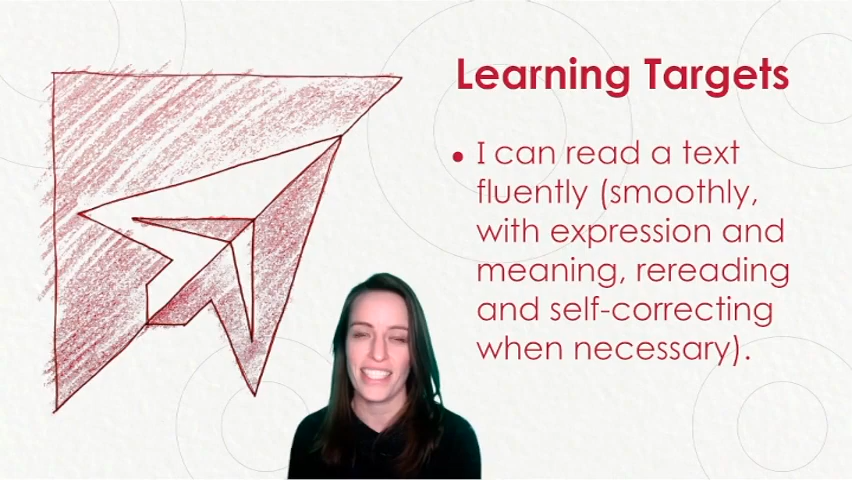 Learning Targets
• I can read a text
fluently (smoothly,
with expression and
meaning, rereading
and self-correcting
when necessary).